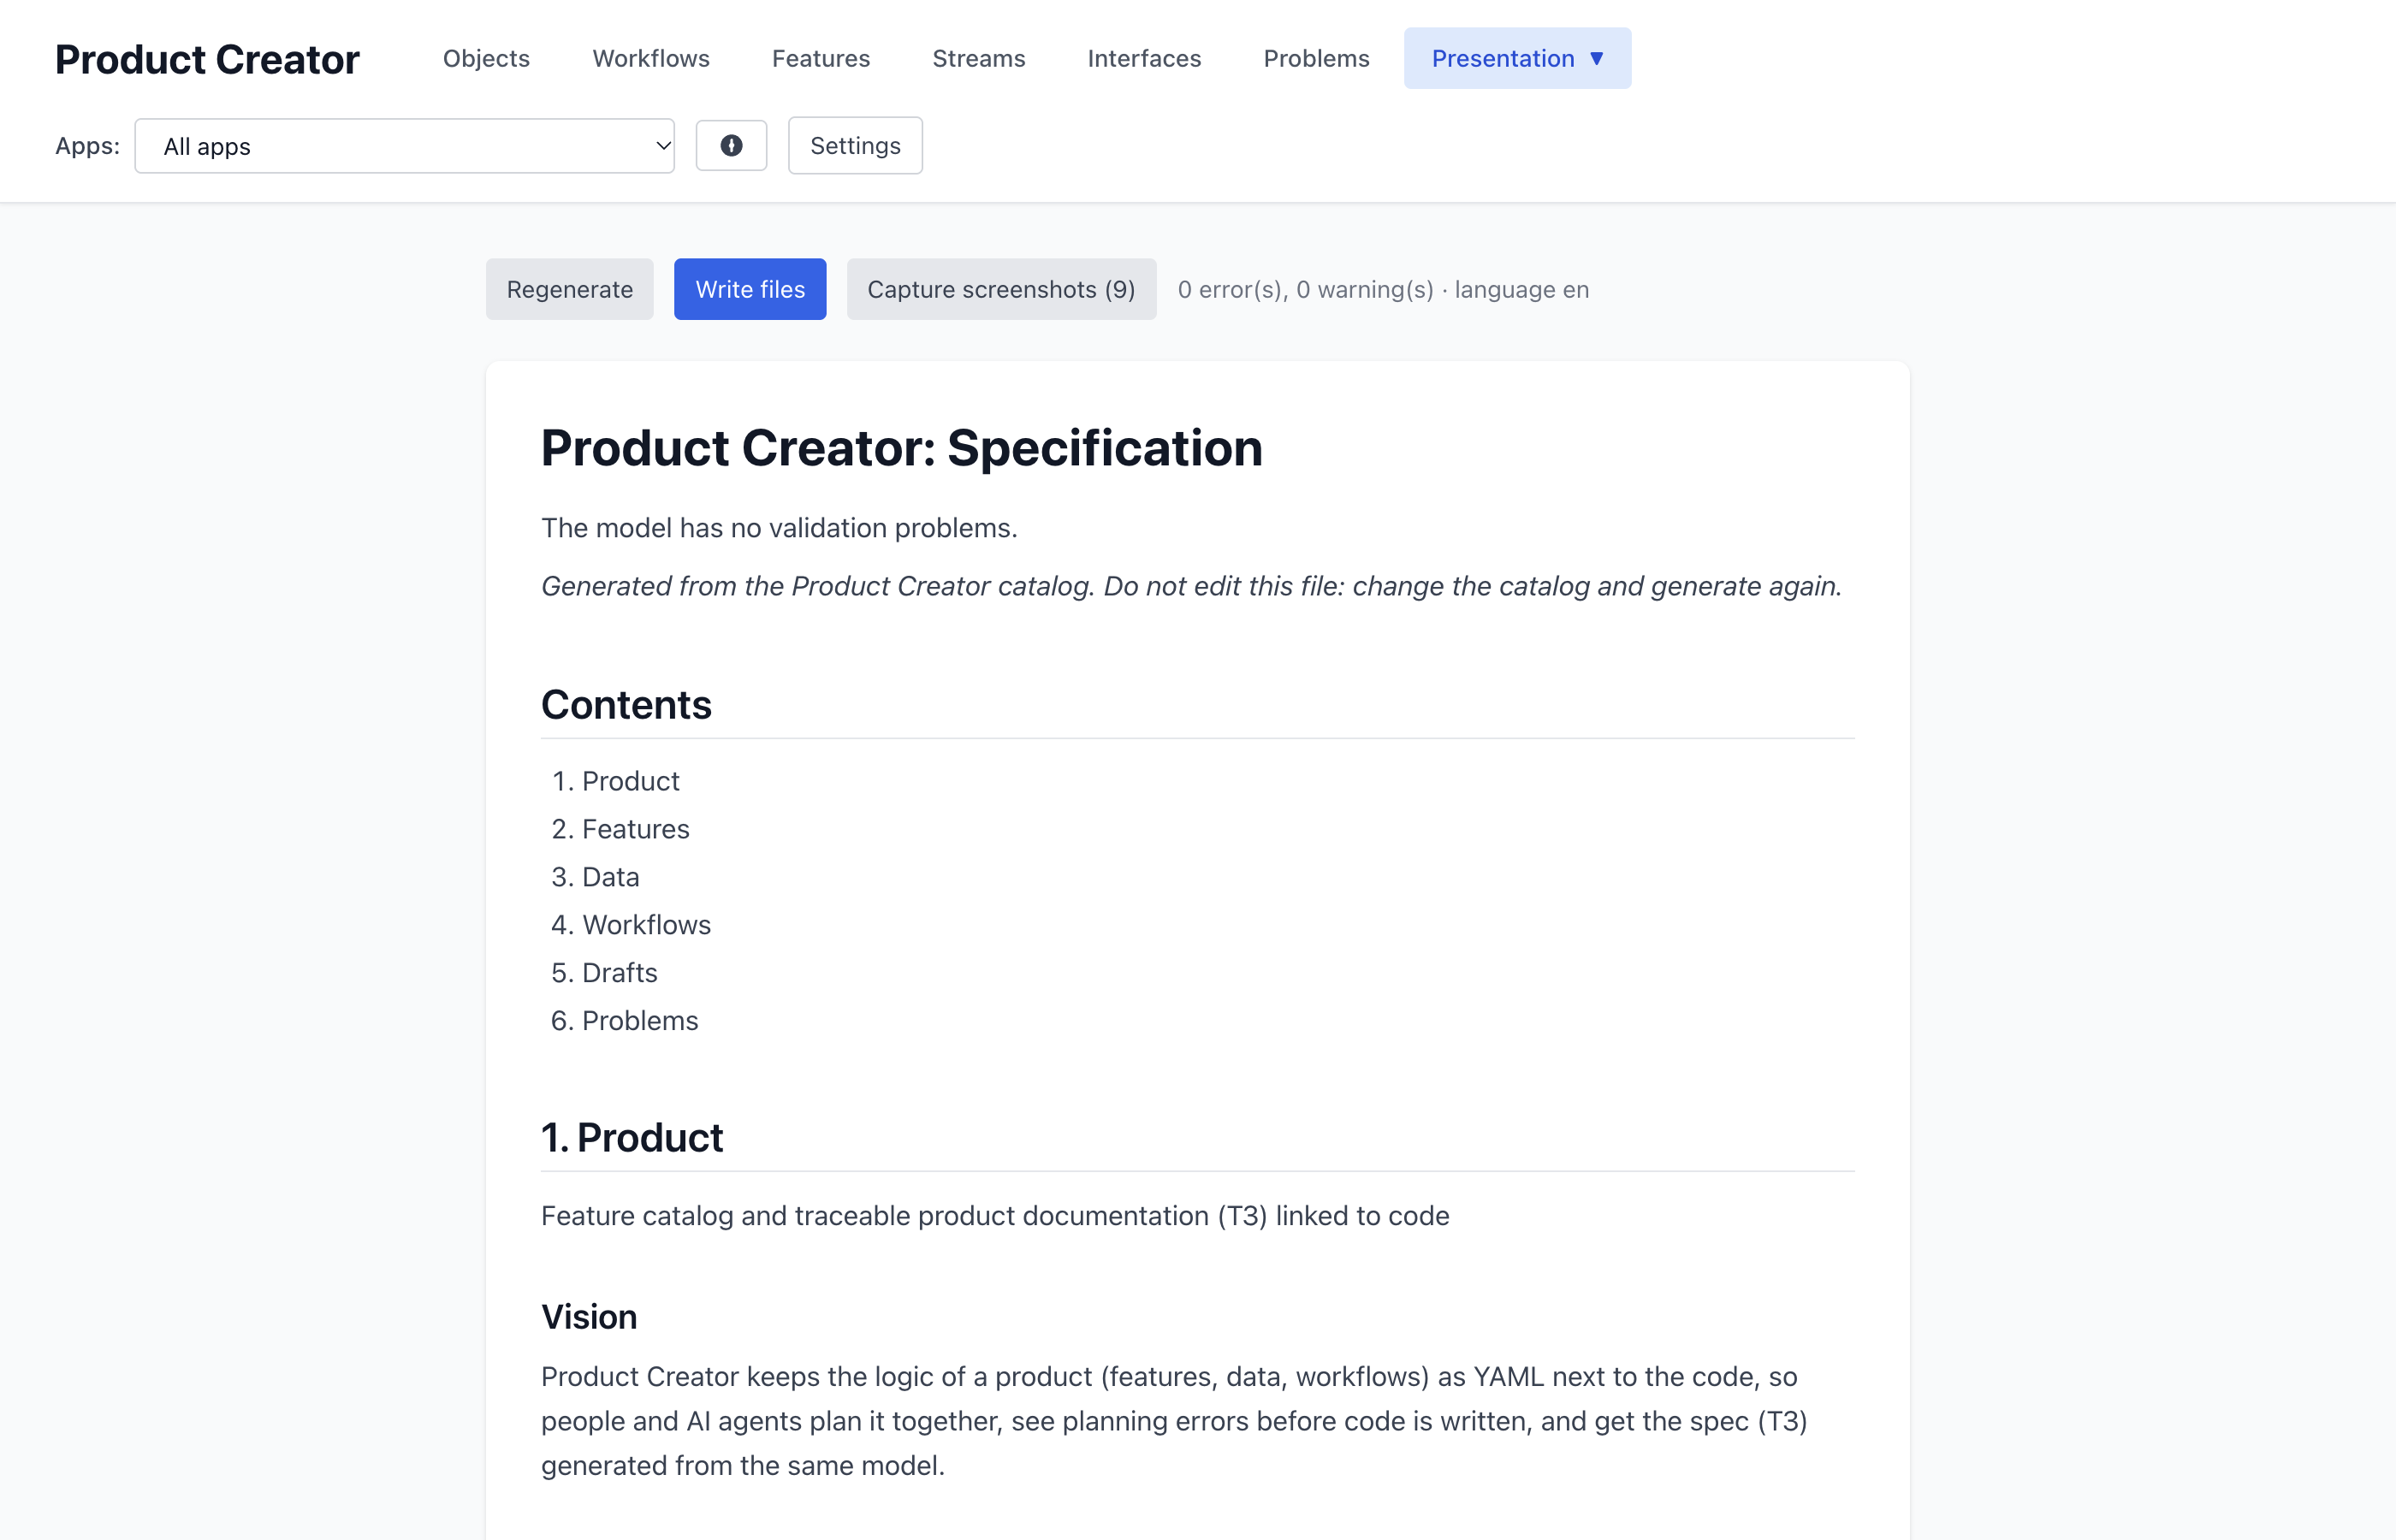 Product Creator
Objects
Workflows
Features
Streams
Interfaces
Problems
Presentation ▼
Apps:
All apps
Settings
Regenerate
Write files
Capture screenshots (9)
0 error(s), 0 warning(s) · language en
Product Creator: Specification
The model has no validation problems.
Generated from the Product Creator catalog. Do not edit this file: change the catalog and generate again.
Contents
1. Product
2. Features
3. Data
4. Workflows
5. Drafts
6. Problems
1. Product
Feature catalog and traceable product documentation (T3) linked to code
Vision
Product Creator keeps the logic of a product (features, data, workflows) as YAML next to the code, so
people and AI agents plan it together, see planning errors before code is written, and get the spec (T3)
generated from the same model.